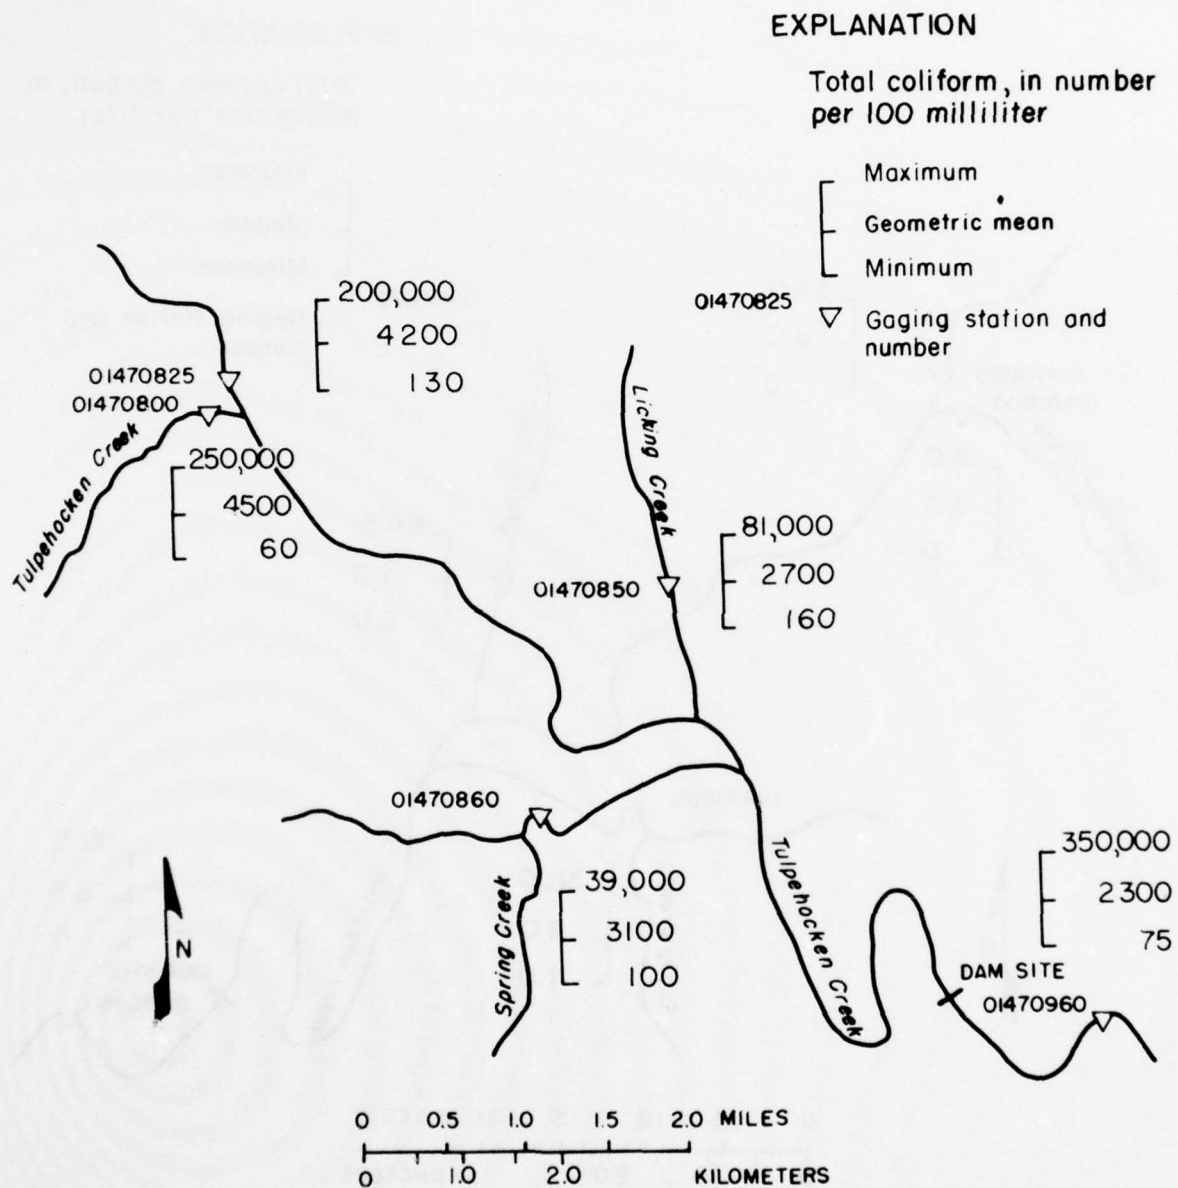 EXPLANATION
Total coliform, in number
per 100 milliliter
Maximum
Geometric mean
Minimum
01470825
Gaging station and
number
200,000
4200
130
01470825
01470800
Tulpehocken Creek
250,000
4500
60
Licking Creek
81,000
2700
160
01470850
01470860
Spring Creek
39,000
3100
100
Tulpehocken Creek
350,000
2300
75
DAM SITE
01470960
N
0 0.5 1.0 1.5 2.0 MILES
0 1.0 2.0 KILOMETERS